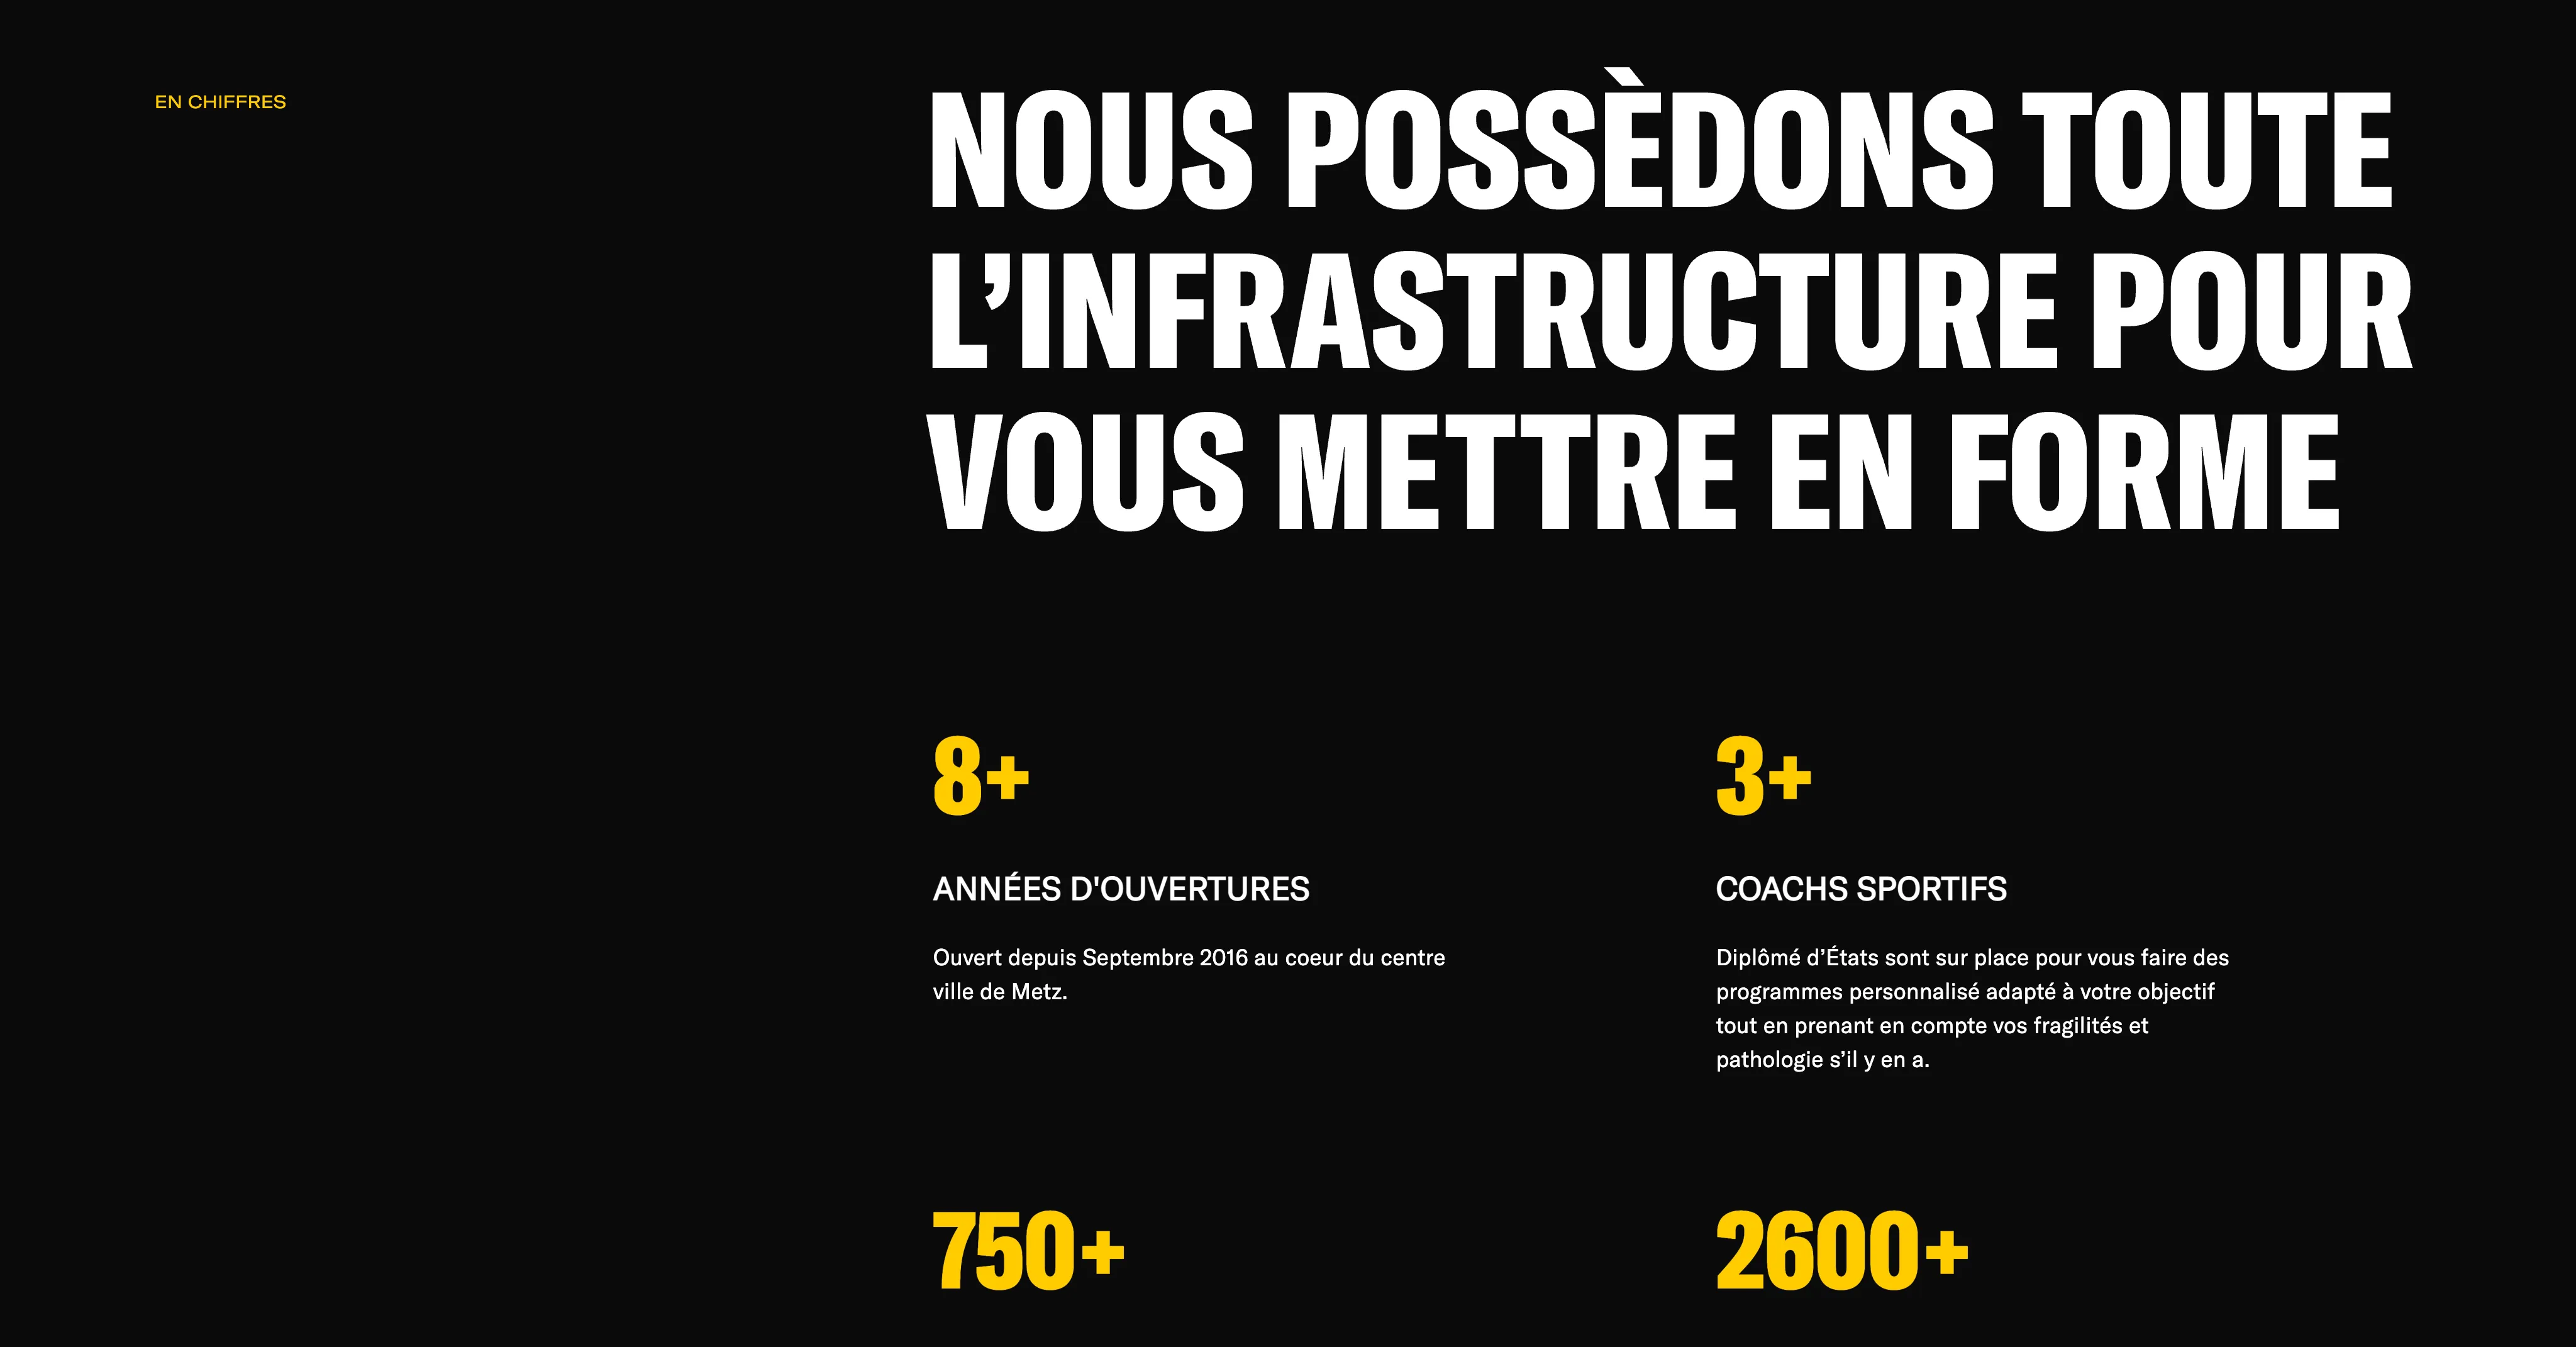 EN CHIFFRES
NOUS POSSÈDONS TOUTE
L’INFRASTRUCTURE POUR
VOUS METTRE EN FORME
8+
ANNÉES D'OUVERTURES
Ouvert depuis Septembre 2016 au coeur du centre
ville de Metz.
3+
COACHS SPORTIFS
Diplômé d’États sont sur place pour vous faire des
programmes personnalisé adapté à votre objectif
tout en prenant en compte vos fragilités et
pathologie s’il y en a.
750+
2600+